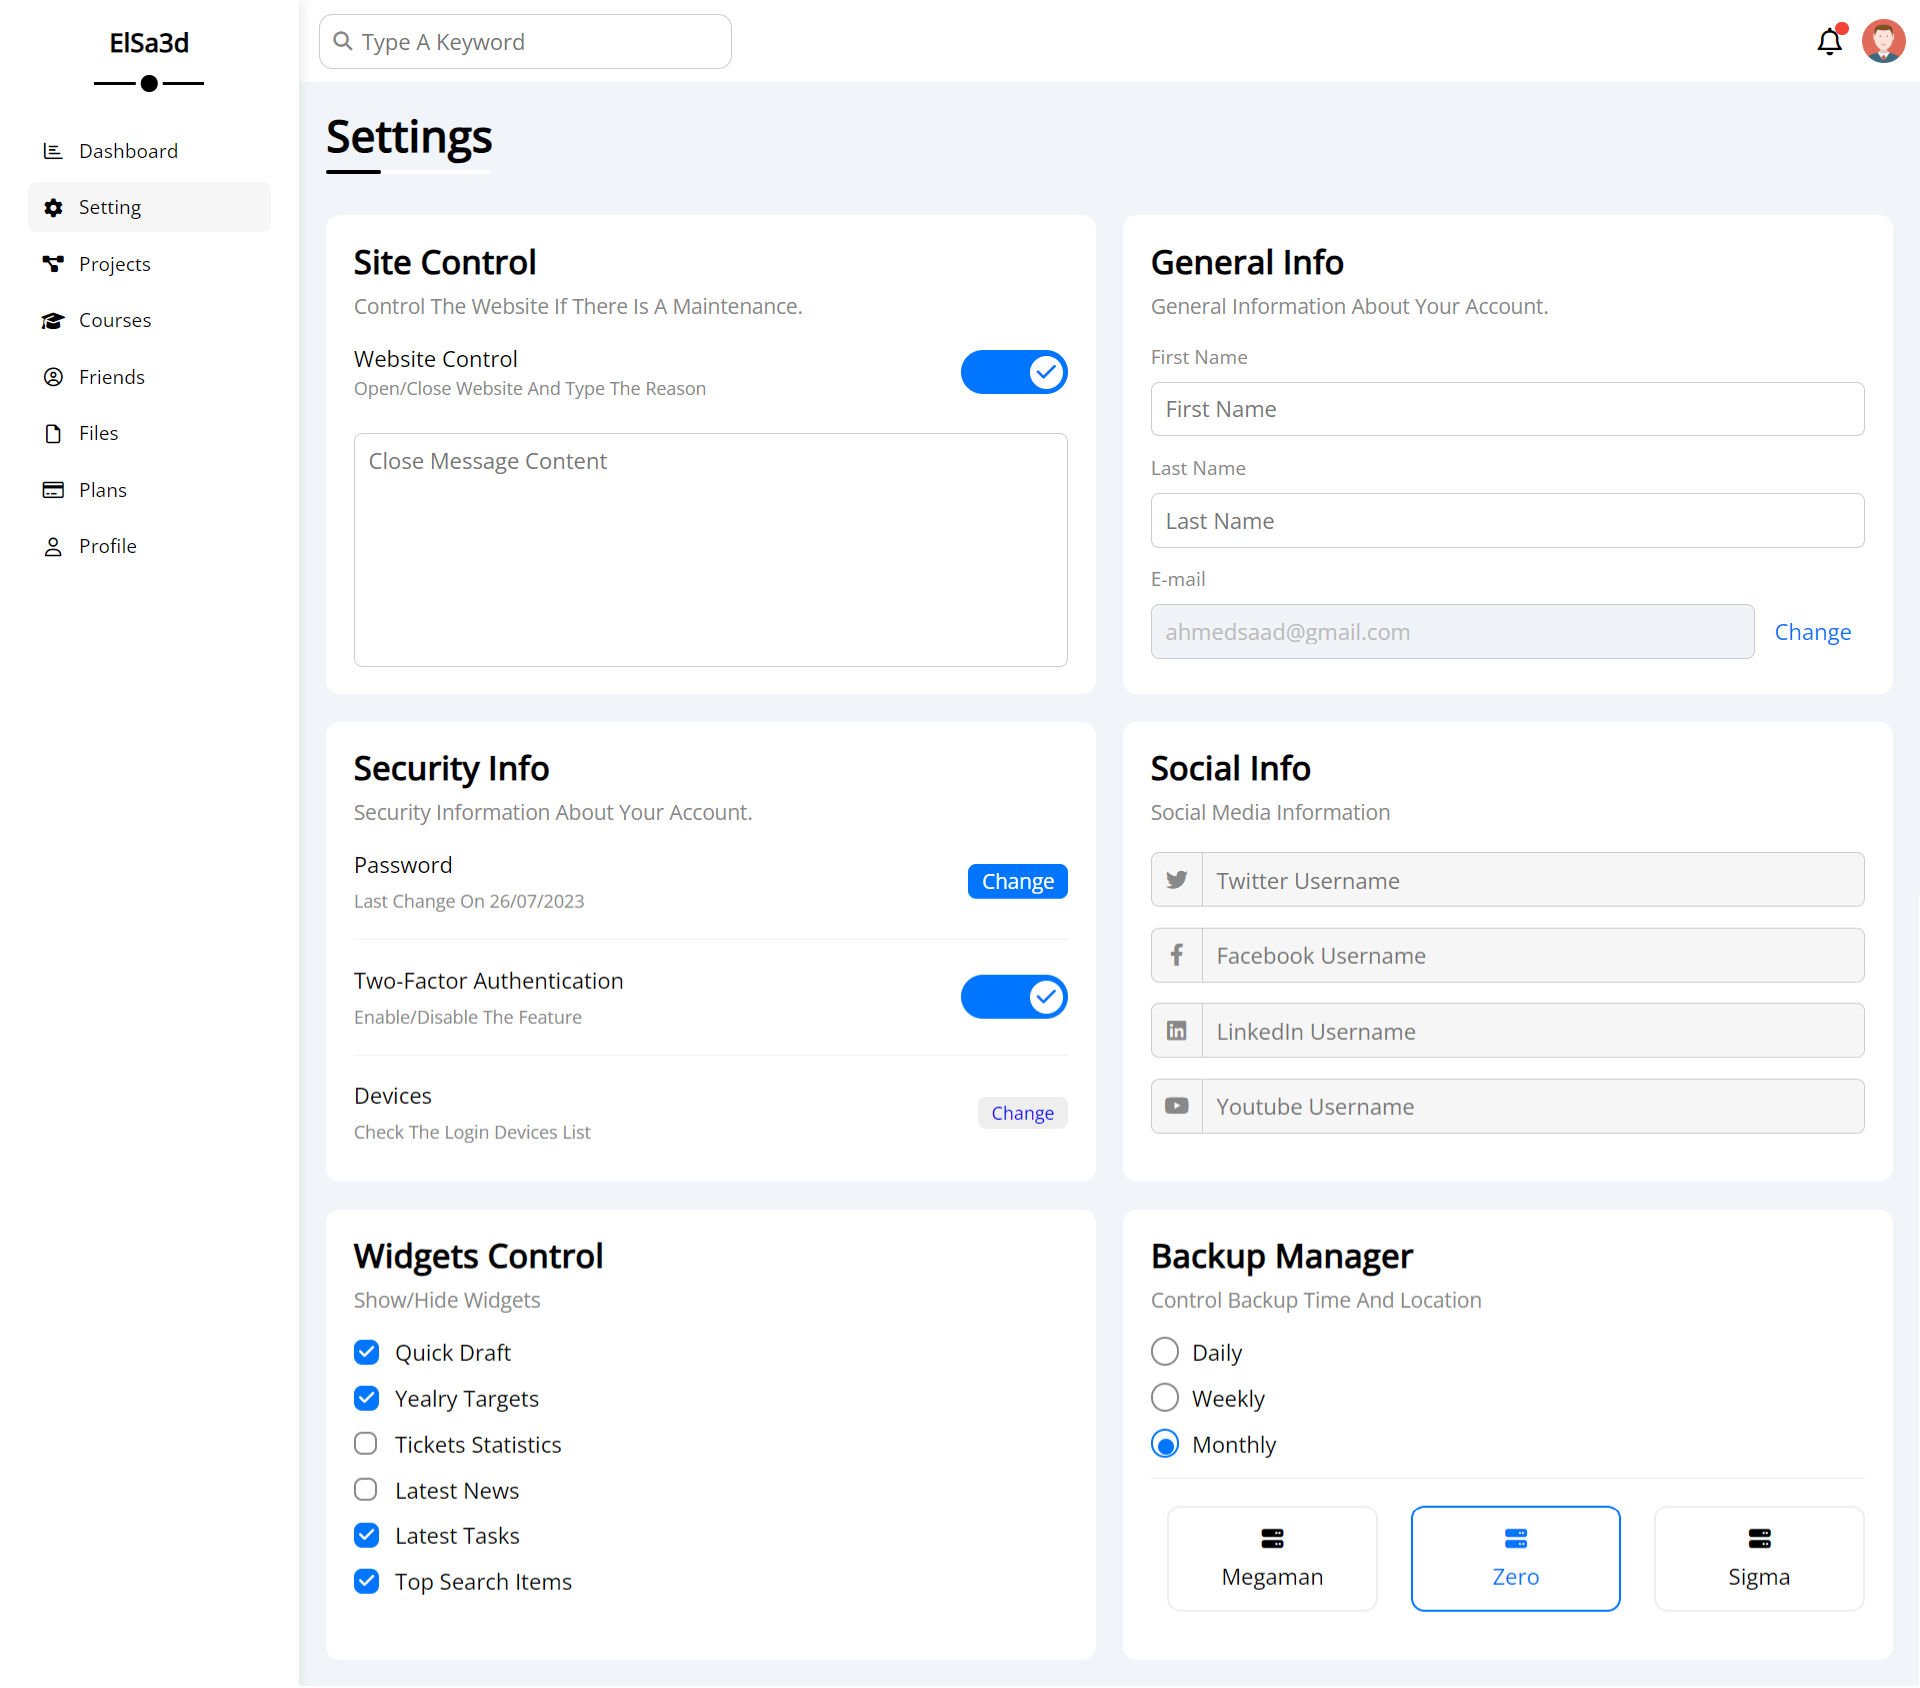 ElSa3d
Dashboard
Setting
Projects
Courses
Friends
Files
Plans
Profile
Type A Keyword
Settings
Site Control
Control The Website If There Is A Maintenance.
Website Control
Open/Close Website And Type The Reason
Close Message Content
General Info
General Information About Your Account.
First Name
First Name
Last Name
Last Name
E-mail
ahmedsaad@gmail.com
Change
Security Info
Security Information About Your Account.
Password
Last Change On 26/07/2023
Change
Two-Factor Authentication
Enable/Disable The Feature
Devices
Check The Login Devices List
Change
Social Info
Social Media Information
Twitter Username
Facebook Username
LinkedIn Username
Youtube Username
Widgets Control
Show/Hide Widgets
Quick Draft
Yealry Targets
Tickets Statistics
Latest News
Latest Tasks
Top Search Items
Backup Manager
Control Backup Time And Location
Daily
Weekly
Monthly
Megaman
Zero
Sigma